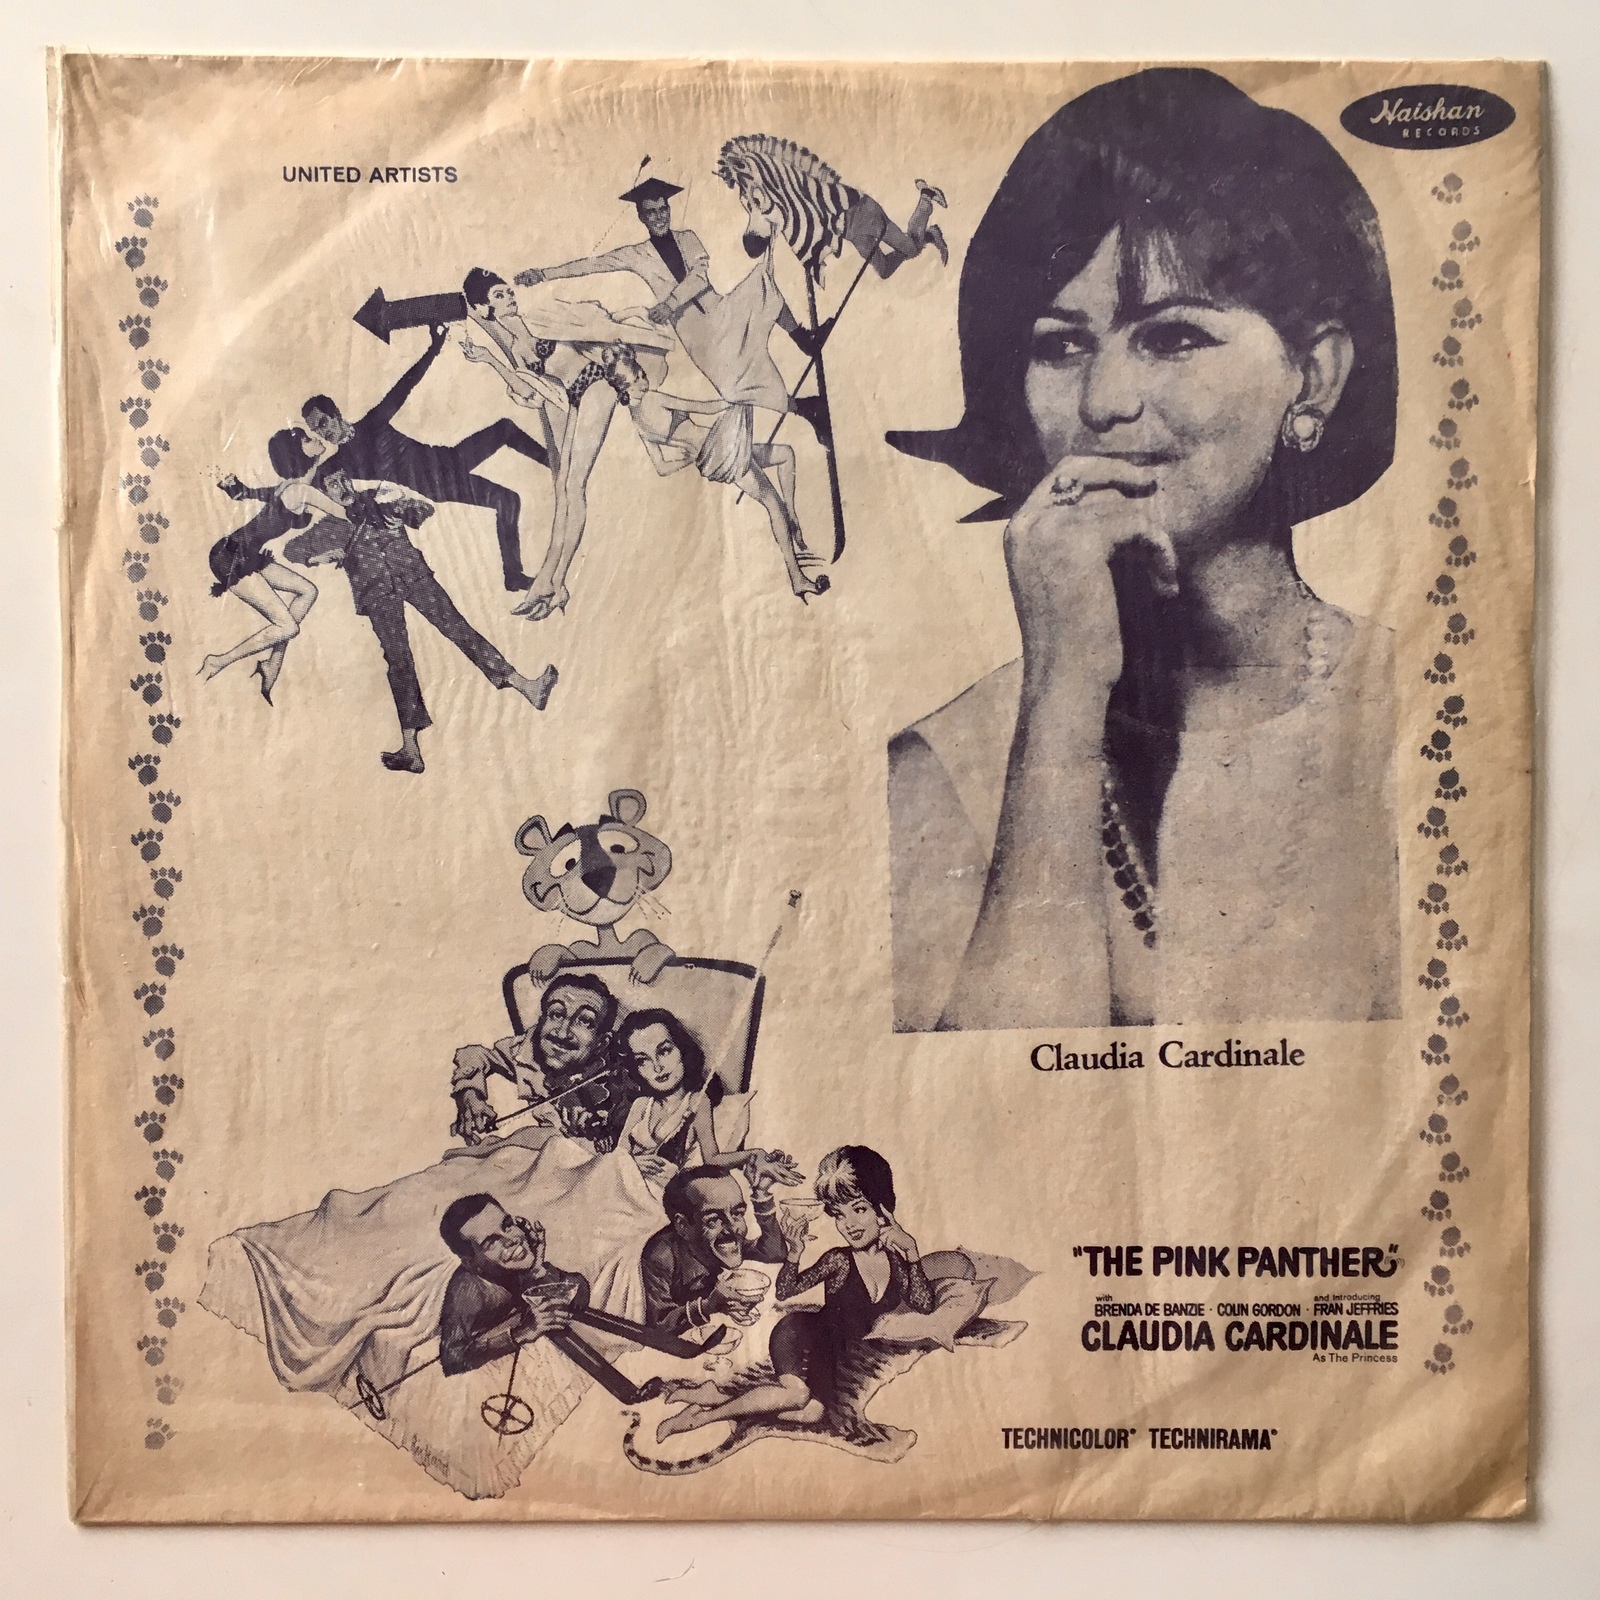 Haishan
RECORDS
UNITED ARTISTS
Claudia Cardinale
"THE PINK PANTHER"
with
and Introducing
BRENDA DE BANZIE · COLIN GORDON · FRAN JEFFRIES
CLAUDIA CARDINALE
As The Princess
TECHNICOLOR® TECHNIRAMA®